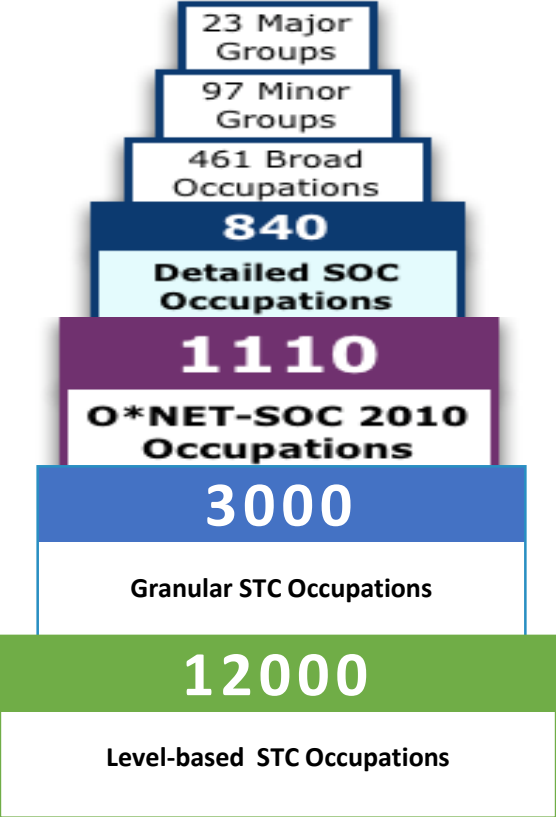 23 Major
Groups
97 Minor
Groups
461 Broad
Occupations
840
Detailed SOC
Occupations
1110
O*NET-SOC 2010
Occupations
3000
Granular STC Occupations
12000
Level-based  STC Occupations